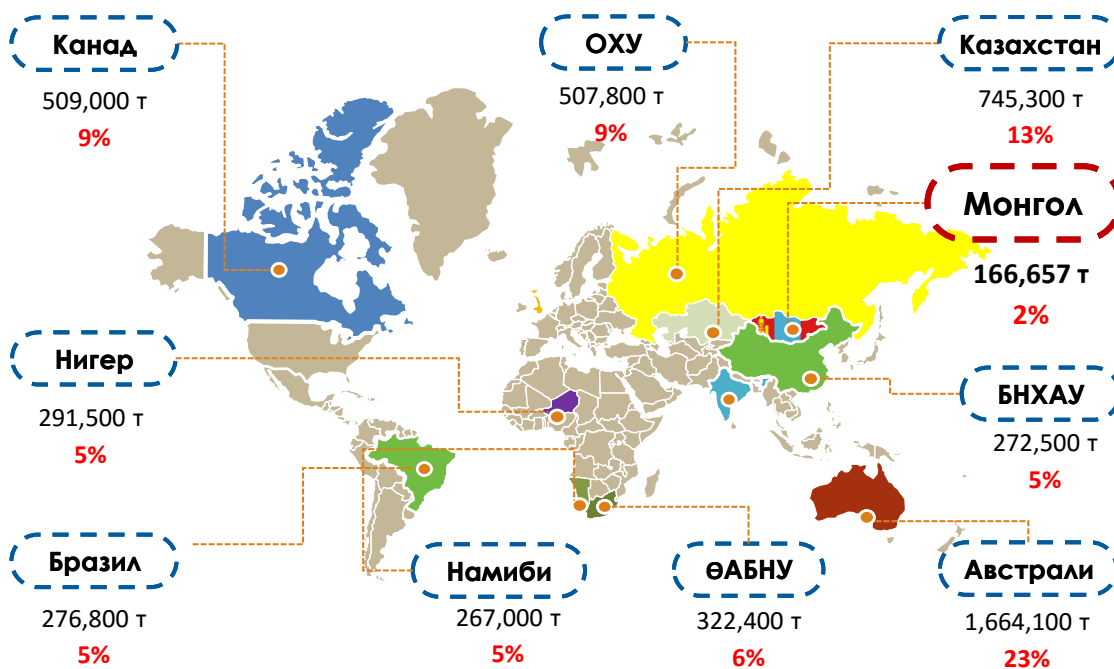 Канад
509,000 т
9%
ОХУ
507,800 т
9%
Казахстан
745,300 т
13%
Монгол
166,657 т
2%
Нигер
291,500 т
5%
БНХАУ
272,500 т
5%
Бразил
276,800 т
5%
Намиби
267,000 т
5%
ӨАБНУ
322,400 т
6%
Австрали
1,664,100 т
23%